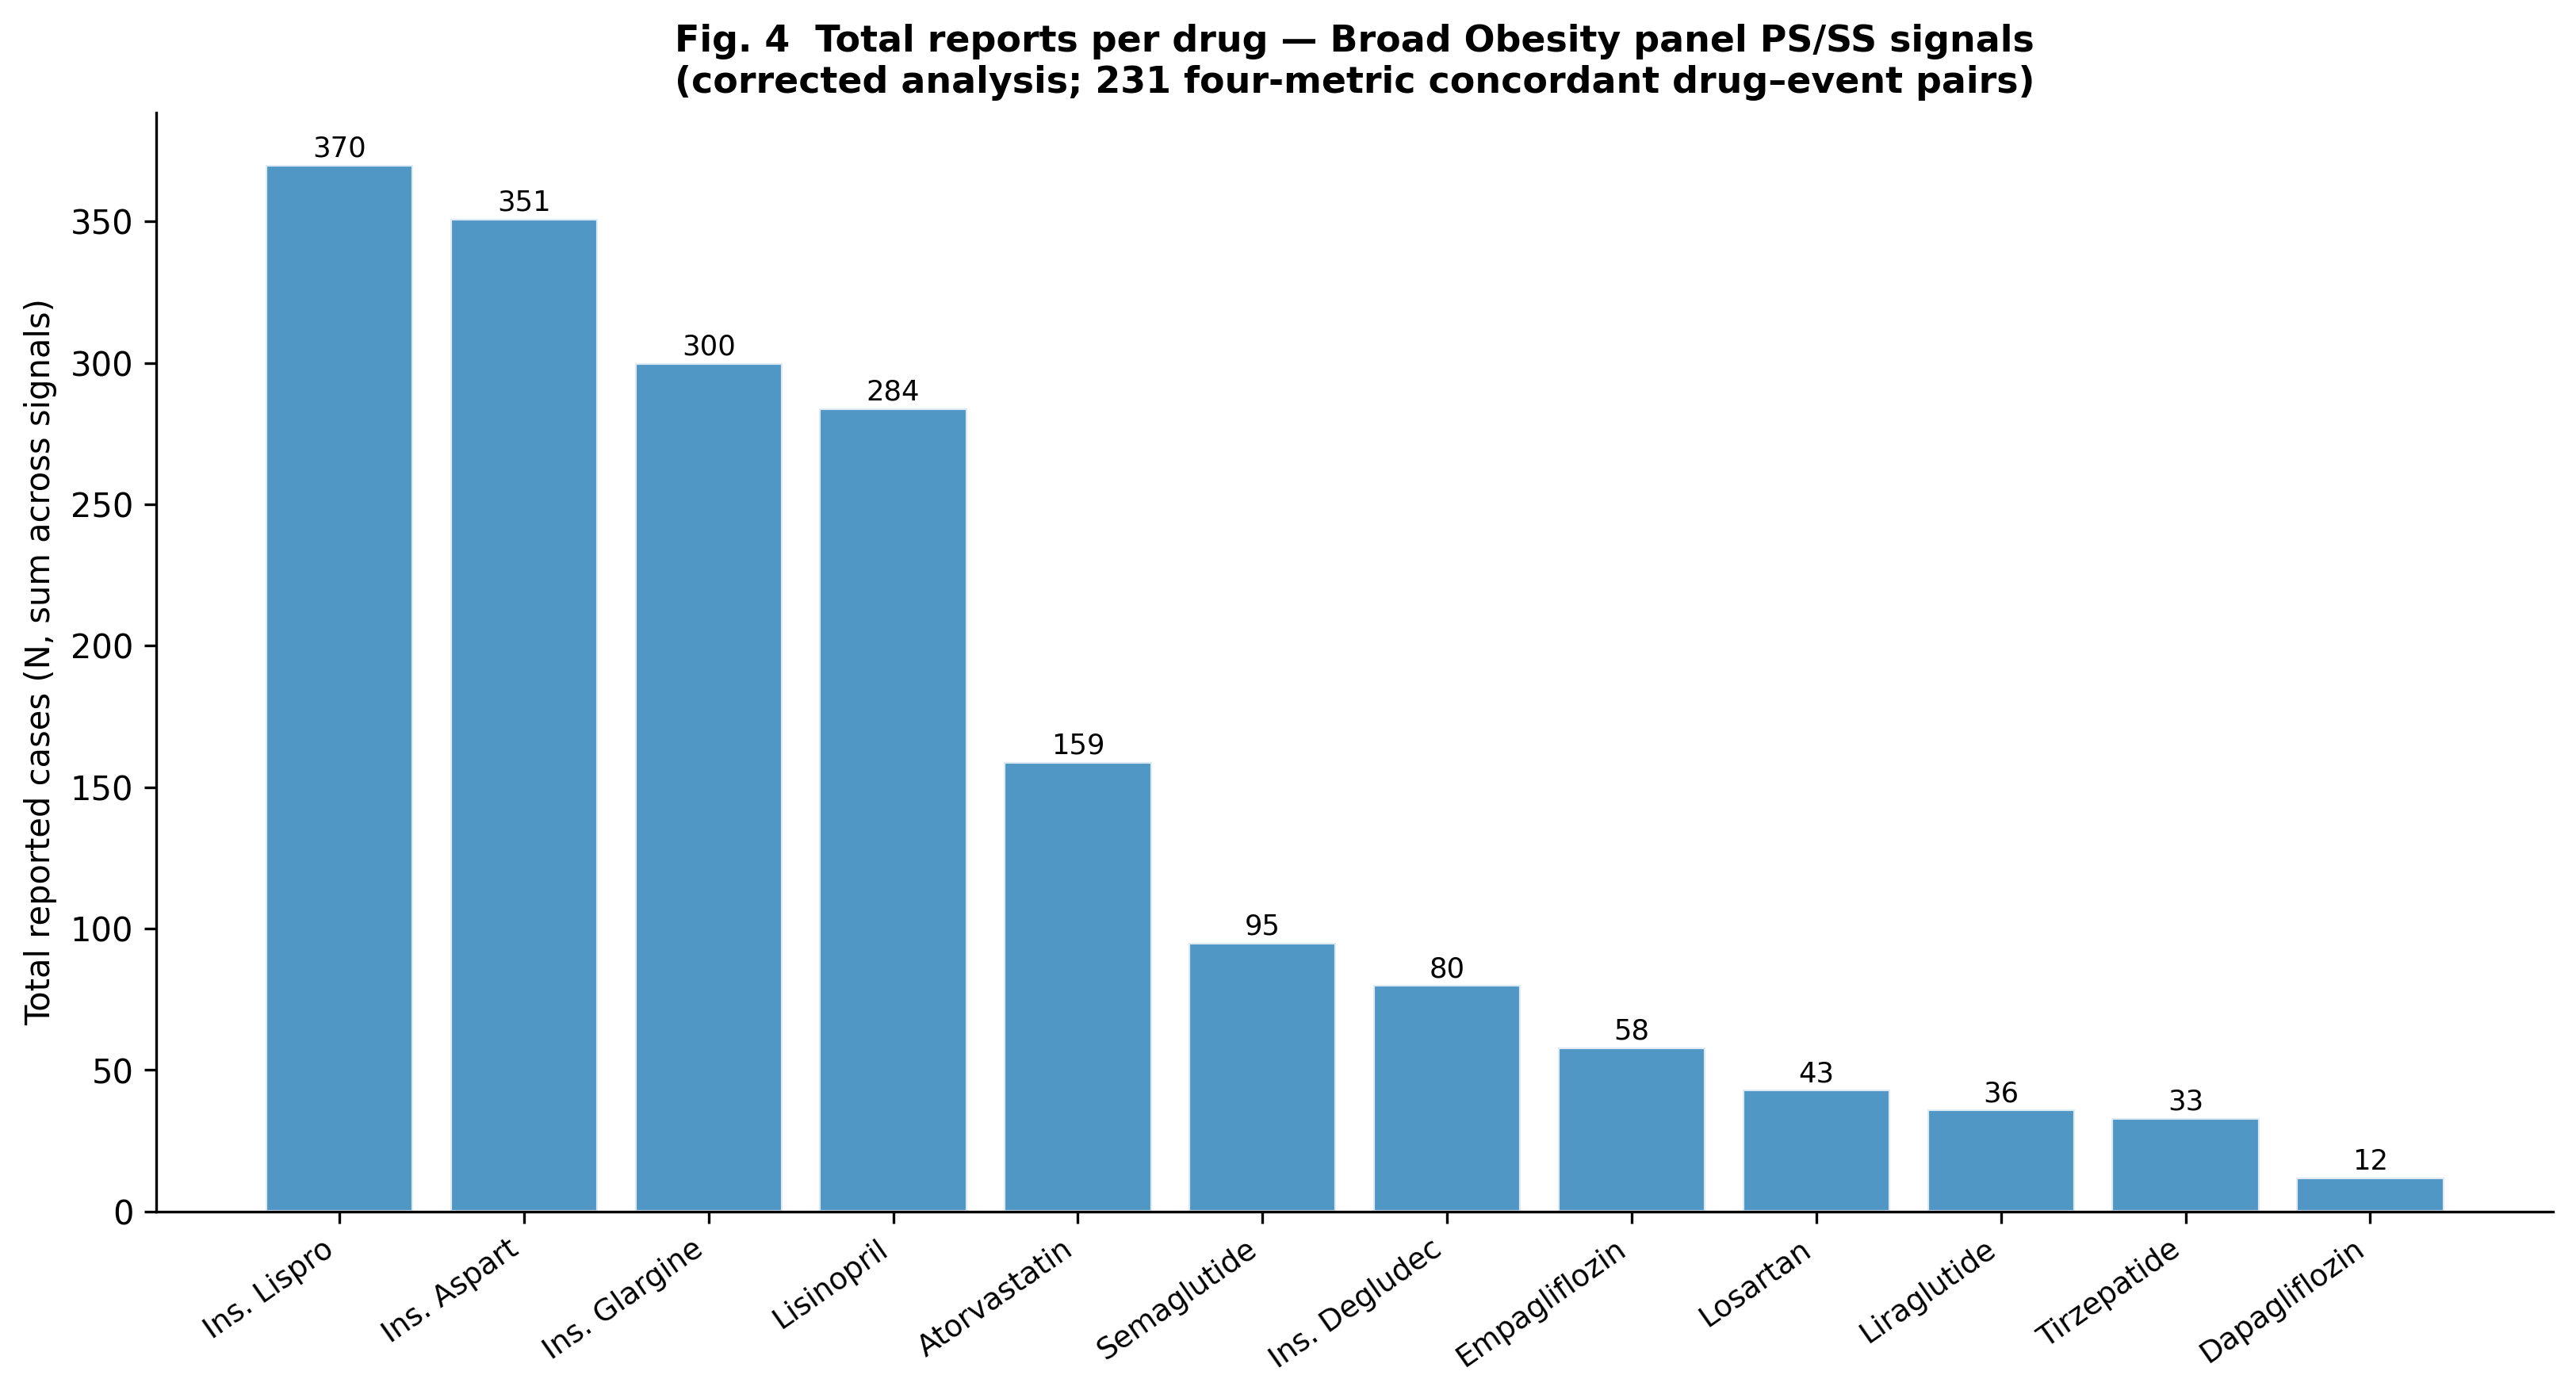 Fig. 4  Total reports per drug — Broad Obesity panel PS/SS signals
(corrected analysis; 231 four-metric concordant drug–event pairs)
Total reported cases (N, sum across signals)
350
300
250
200
150
100
50
0
370
351
300
284
159
95
80
58
43
36
33
12
Ins. Lispro
Ins. Aspart
Ins. Glargine
Lisinopril
Atorvastatin
Semaglutide
Ins. Degludec
Empagliflozin
Losartan
Liraglutide
Tirzepatide
Dapagliflozin